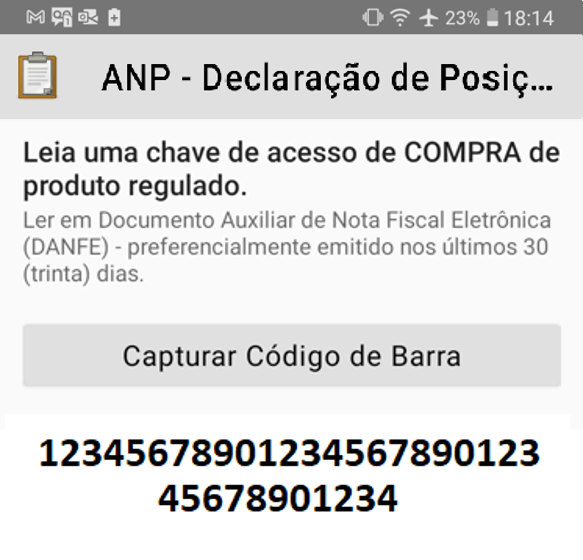 23% 18:14
ANP - Declaração de Posiç...
Leia uma chave de acesso de COMPRA de
produto regulado.
Ler em Documento Auxiliar de Nota Fiscal Eletrônica
(DANFE) - preferencialmente emitido nos últimos 30
(trinta) dias.
Capturar Código de Barra
12345678901234567890123
45678901234